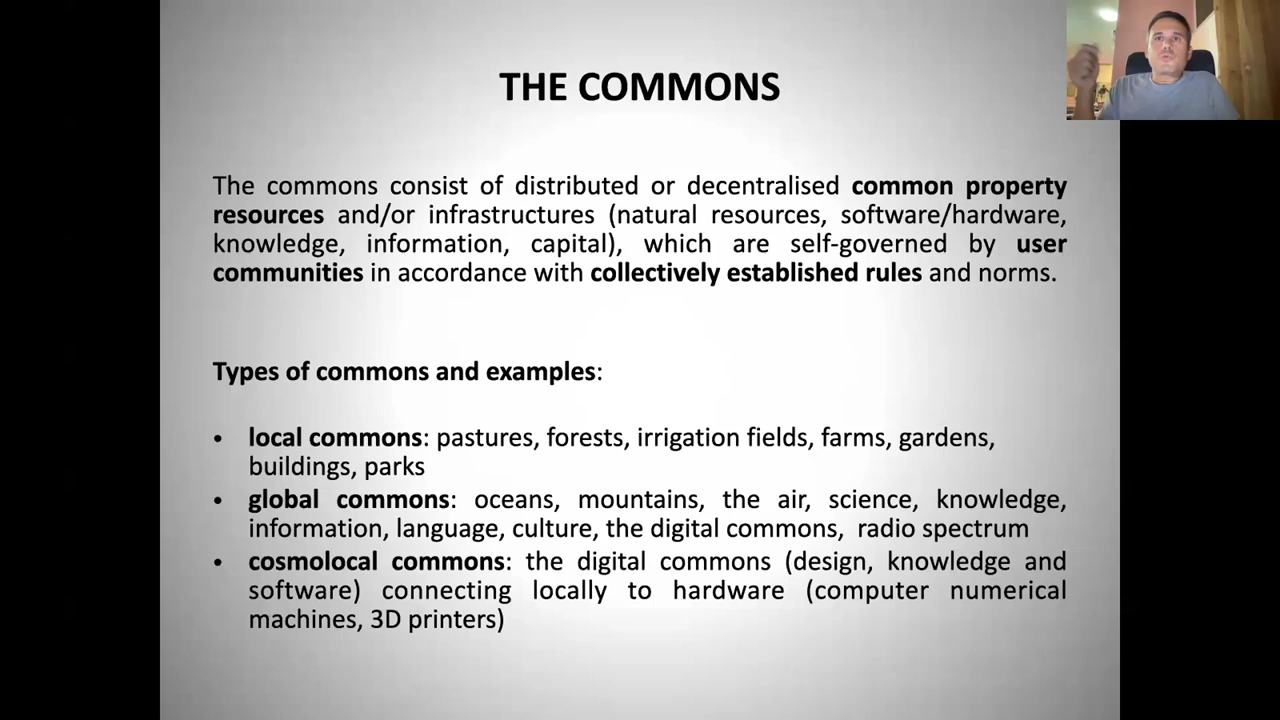 THE COMMONS
The commons consist of distributed or decentralised common property
resources and/or infrastructures (natural resources, software/hardware,
knowledge, information, capital), which are self-governed by user
communities in accordance with collectively established rules and norms.
Types of commons and examples:
• local commons: pastures, forests, irrigation fields, farms, gardens,
buildings, parks
• global commons: oceans, mountains, the air, science, knowledge,
information, language, culture, the digital commons, radio spectrum
• cosmolocal commons: the digital commons (design, knowledge and
software) connecting locally to hardware (computer numerical
machines, 3D printers)